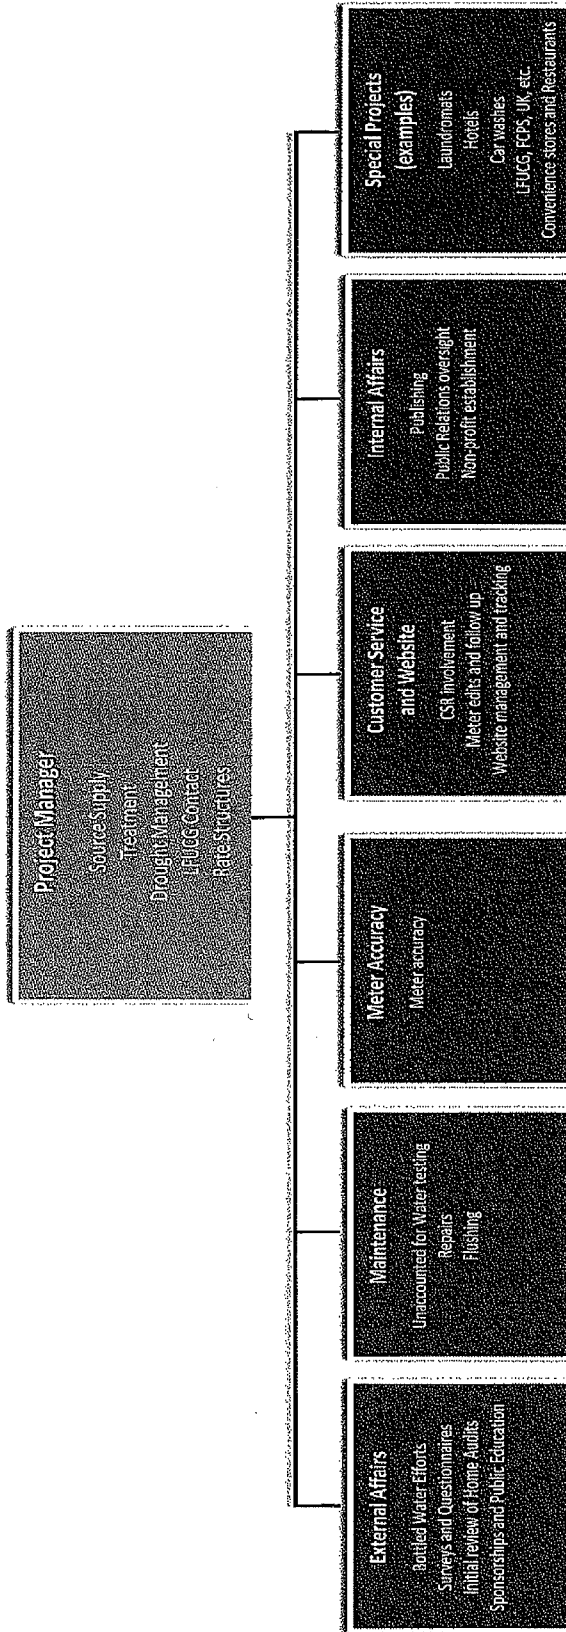 Project Manager
Source Supply
Treatment
Drought Management
LFUCG Contact
Rate Structures
External Affairs
Bottled Water Efforts
Surveys and Questionnaires
Initial review of Home Audits
Sponsorships and Public Education
Maintenance
Unaccounted for Water testing
Repairs
Flushing
Meter Accuracy
Meter accuracy
Customer Service
and Website
CSR involvement
Meter edits and follow up
Website management and tracking
Internal Affairs
Publishing
Public Relations oversight
Non-profit establishment
Special Projects
(examples)
Laundromats
Hotels
Car washes
LFUCG, FCPS, UK, etc.
Convenience stores and Restaurants